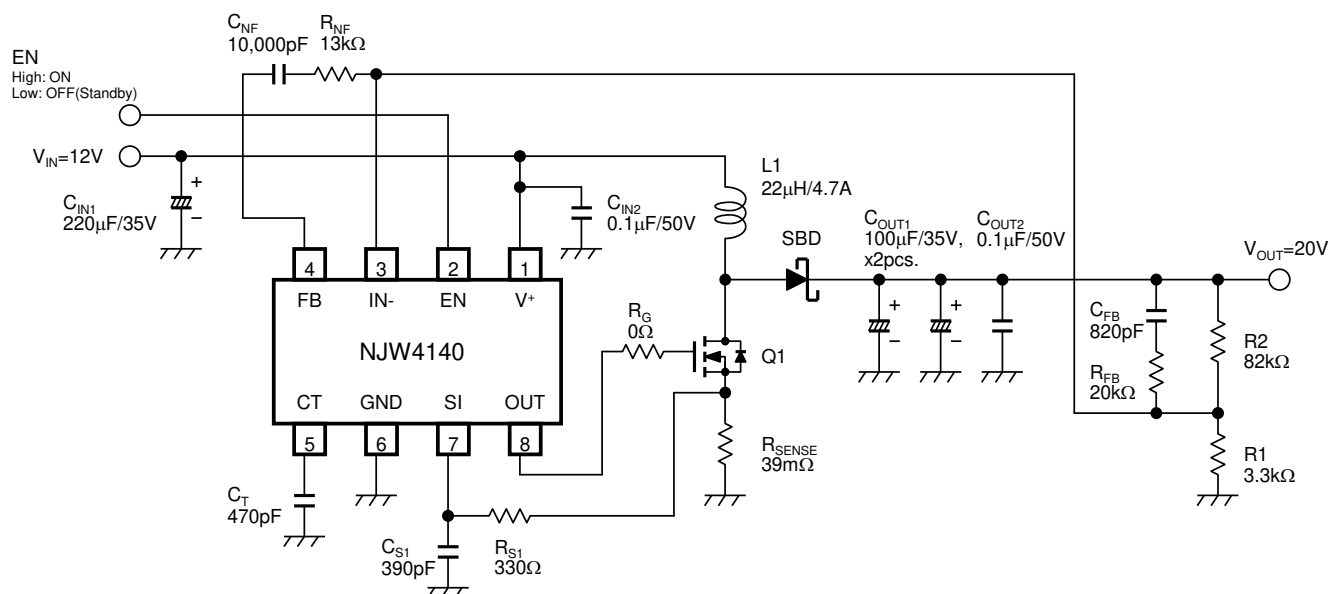 C_NF
10,000pF
R_NF
13kΩ
EN
High: ON
Low: OFF(Standby)
V_IN=12V
C_IN1
220μF/35V
+
−
C_IN2
0.1μF/50V
L1
22μH/4.7A
SBD
C_OUT1
100μF/35V,
x2pcs.
C_OUT2
0.1μF/50V
V_OUT=20V
+
−
+
−
C_FB
820pF
R_FB
20kΩ
R2
82kΩ
R1
3.3kΩ
4
3
2
1
FB
IN-
EN
V+
NJW4140
CT
GND
SI
OUT
5
6
7
8
R_G
0Ω
Q1
R_SENSE
39mΩ
C_T
470pF
C_S1
390pF
R_S1
330Ω